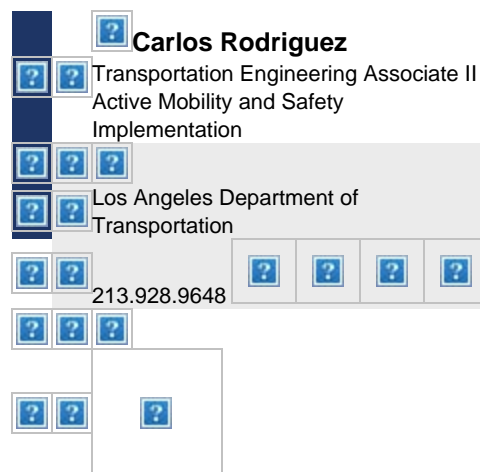 Carlos Rodriguez
Transportation Engineering Associate II
Active Mobility and Safety
Implementation
Los Angeles Department of
Transportation
213.928.9648